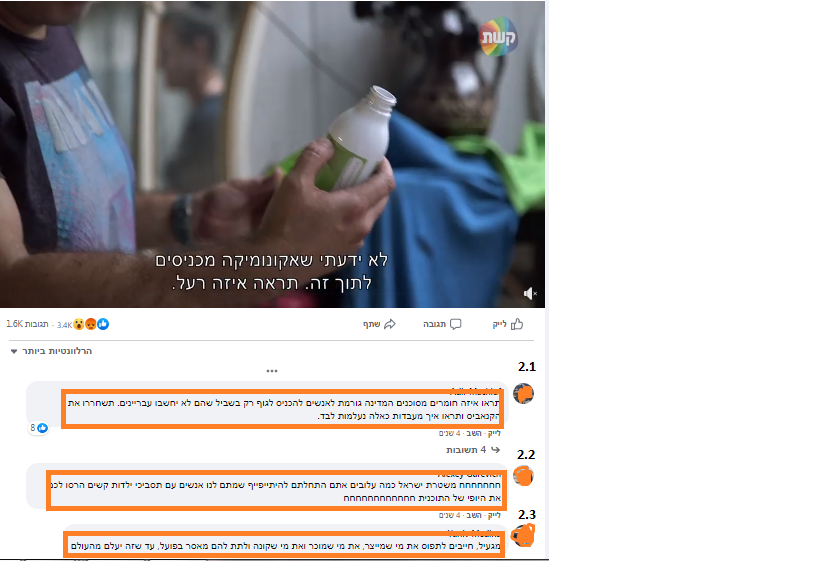 קשת
לא ידעתי שאקונומיקה מכניסים
לתוך זה. תראה איזה רעל.
לייק תגובה שתף 3.4K · 1.6K תגובות
הרלוונטיות ביותר
2.1
תראו איזה חומרים מסוכנים המדינה גורמת לאנשים להכניס לגוף רק בשביל שהם לא יחשבו עבריינים. תשחררו את
הקנאביס ותראו איך מעבדות כאלה נעלמות לבד.
8
לייק · השב · 4 שנים
4 תשובות
2.2
חחחחחחח משטרת ישראל כמה עלובים אתם התחלתם להיתייפייף שמתם לנו אנשים עם תסביכי ילדות קשים הרסו לכם
את היופי של התוכנית חחחחחחחחחחחחח
לייק · השב · 4 שנים
2.3
מגעיל, חייבים לתפוס את מי שמייצר, את מי שמוכר ואת מי שקונה ולתת להם מאסר בפועל, עד שזה יעלם מהעולם